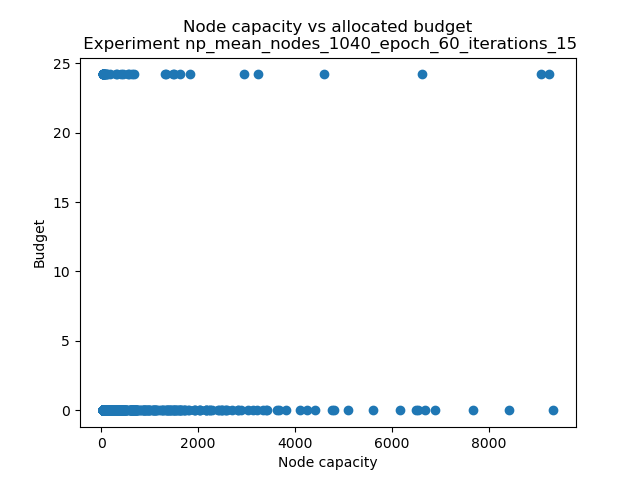 Node capacity vs allocated budget
Experiment np_mean_nodes_1040_epoch_60_iterations_15
25
20
15
10
5
0
Budget
0 2000 4000 6000 8000
Node capacity